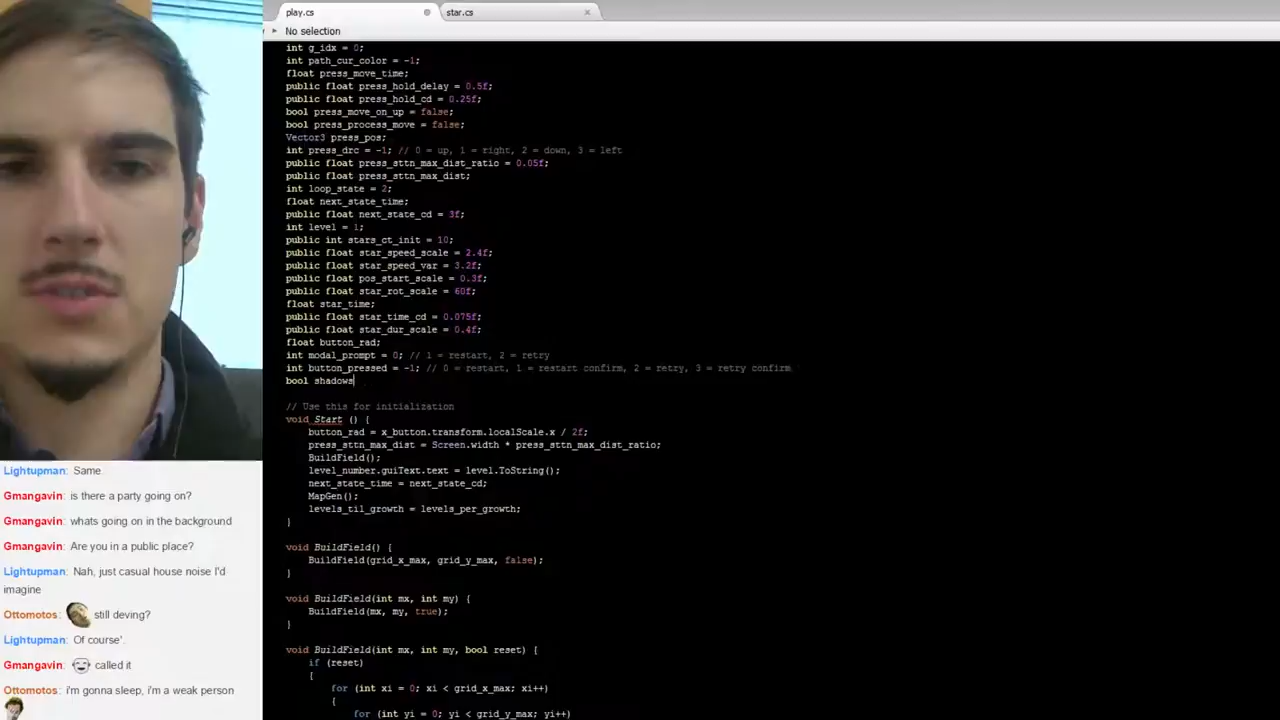 play.cs
star.cs
No selection
int g_idx = 0;
int path_cur_color = -1;
float press_move_time;
public float press_hold_delay = 0.5f;
public float press_hold_cd = 0.25f;
bool press_move_on_up = false;
bool press_process_move = false;
Vector3 press_pos;
int press_drc = -1; // 0 = up, 1 = right, 2 = down, 3 = left
public float press_sttn_max_dist_ratio = 0.05f;
public float press_sttn_max_dist;
int loop_state = 2;
float next_state_time;
public float next_state_cd = 3f;
int level = 1;
public int stars_ct_init = 10;
public float star_speed_scale = 2.4f;
public float star_speed_var = 3.2f;
public float pos_start_scale = 0.3f;
public float star_rot_scale = 60f;
float star_time;
public float star_time_cd = 0.075f;
public float star_dur_scale = 0.4f;
float button_rad;
int modal_prompt = 0; // 1 = restart, 2 = retry
int button_pressed = -1; // 0 = restart, 1 = restart confirm, 2 = retry, 3 = retry confirm
bool shadows
// Use this for initialization
void Start () {
button_rad = x_button.transform.localScale.x / 2f;
press_sttn_max_dist = Screen.width * press_sttn_max_dist_ratio;
BuildField();
level_number.guiText.text = level.ToString();
next_state_time = next_state_cd;
MapGen();
levels_til_growth = levels_per_growth;
}
void BuildField() {
BuildField(grid_x_max, grid_y_max, false);
}
void BuildField(int mx, int my) {
BuildField(mx, my, true);
}
void BuildField(int mx, int my, bool reset) {
if (reset)
{
for (int xi = 0; xi < grid_x_max; xi++)
{
for (int yi = 0; yi < grid_y_max; yi++)
Lightupman: Same.
Gmangavin: is there a party going on?
Gmangavin: whats going on in the background
Gmangavin: Are you in a public place?
Lightupman: Nah, just casual house noise I'd
imagine
Ottomotos: still deving?
Lightupman: Of course'.
Gmangavin: called it
Ottomotos: i'm gonna sleep, i'm a weak person